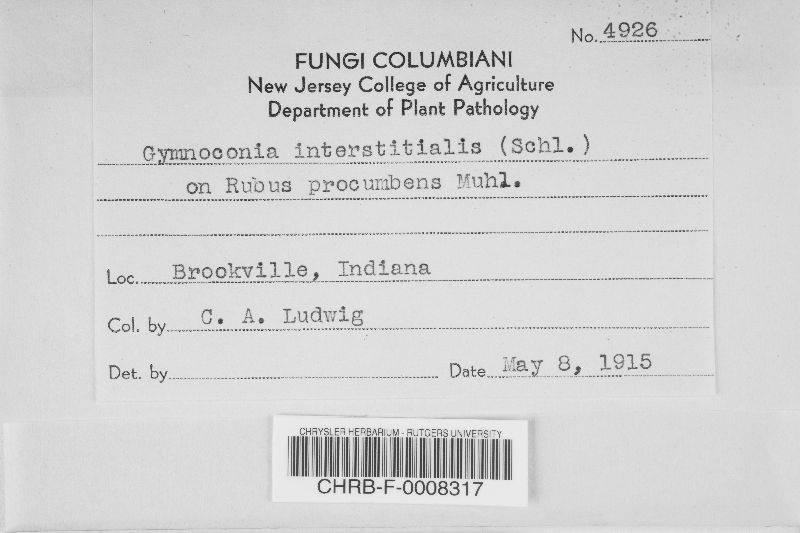 No. 4926
FUNGI COLUMBIANI
New Jersey College of Agriculture
Department of Plant Pathology
Gymnoconia interstitialis (Schl.)
on Rubus procumbens Muhl.
Loc. Brookville, Indiana
Col. by C. A. Ludwig
Det. by
Date May 8, 1915
CHRYSLER HERBARIUM - RUTGERS UNIVERSITY
CHRB-F-0008317